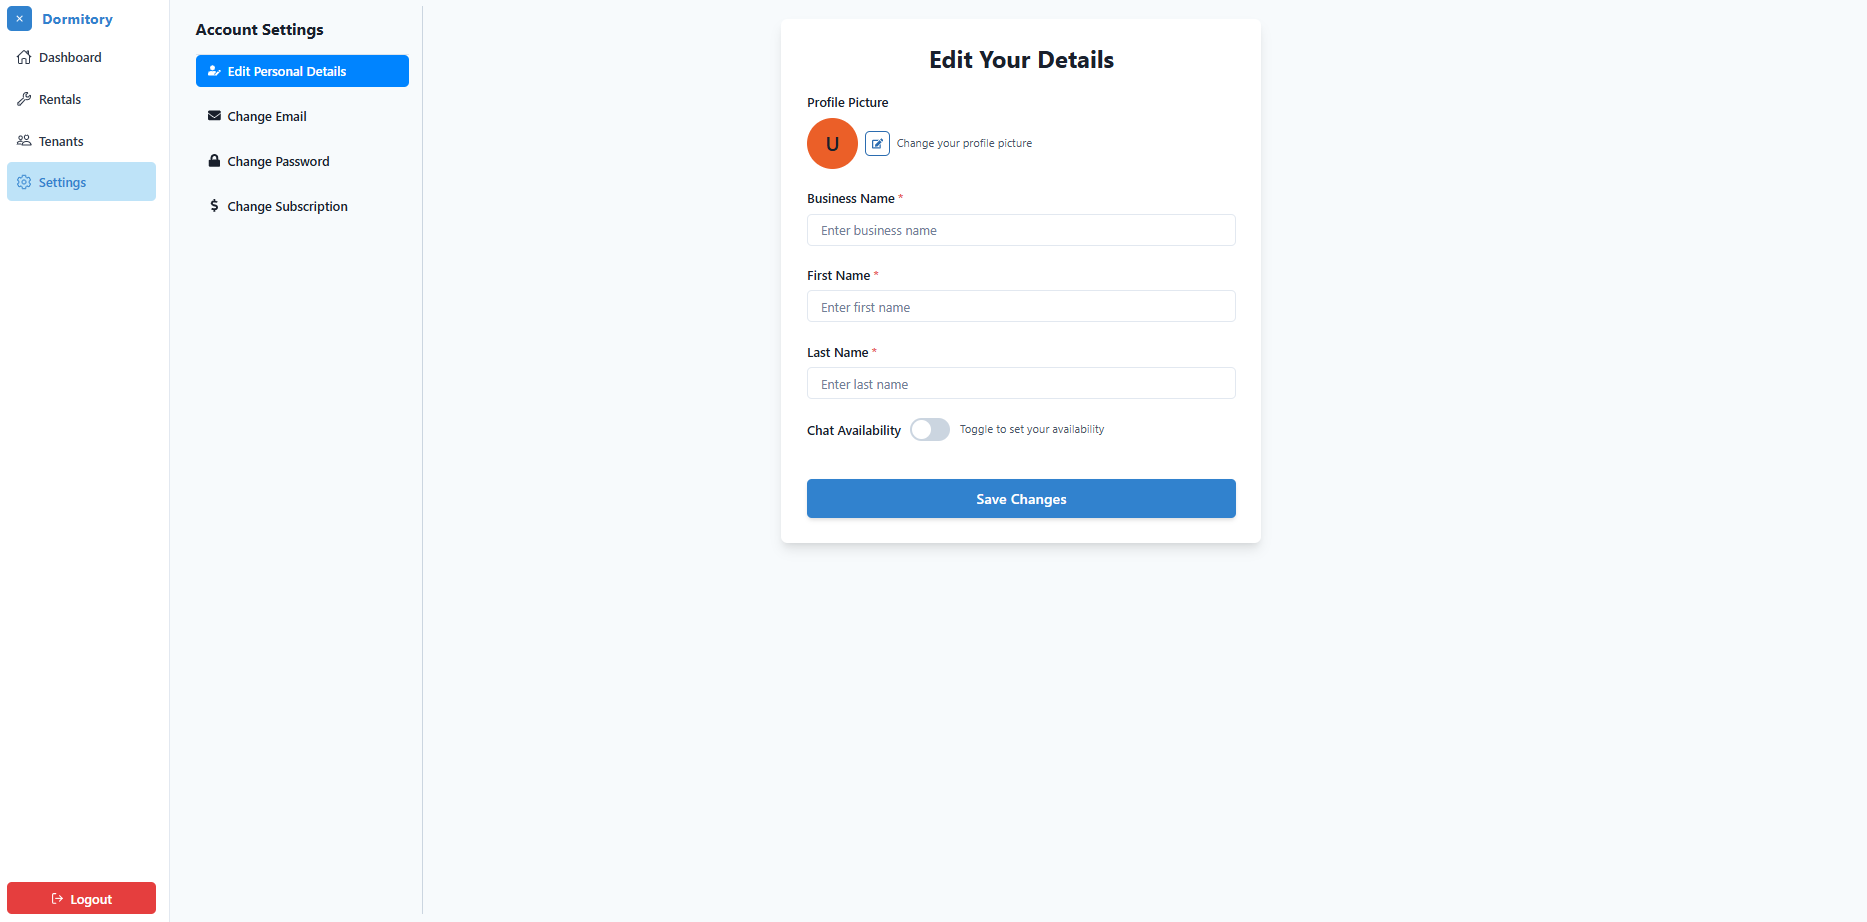 Dormitory
Dashboard
Rentals
Tenants
Settings
Logout
Account Settings
Edit Personal Details
Change Email
Change Password
Change Subscription
Edit Your Details
Profile Picture
U
Change your profile picture
Business Name *
Enter business name
First Name *
Enter first name
Last Name *
Enter last name
Chat Availability Toggle to set your availability
Save Changes